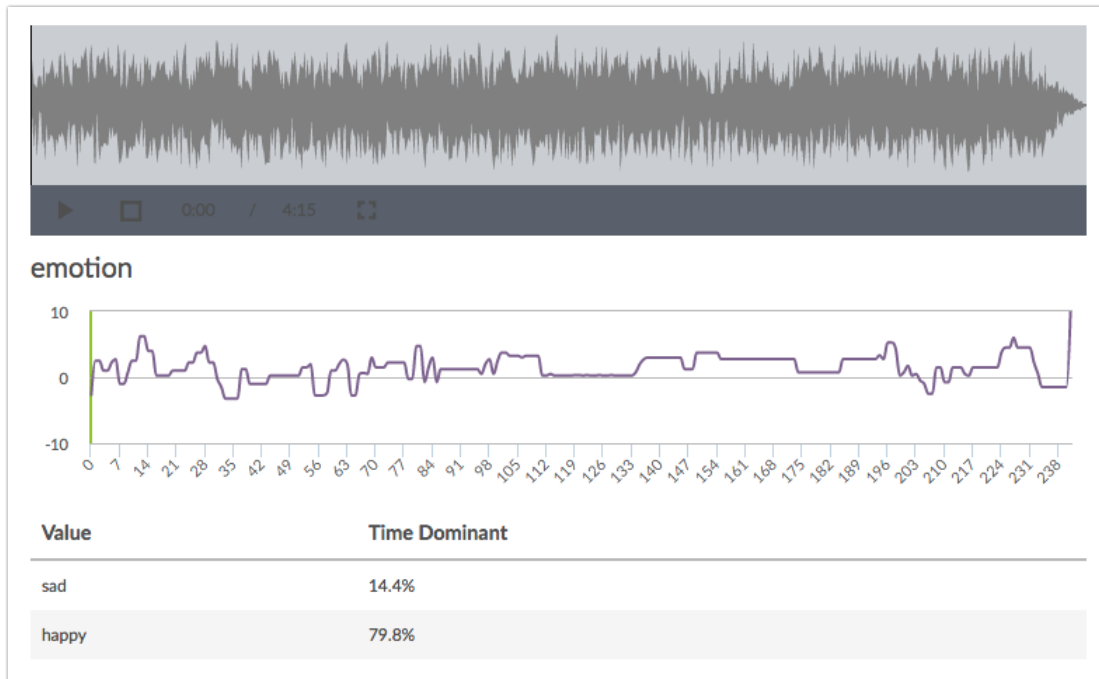 0:00 / 4:15
emotion
10
0
-10
0 7 14 21 28 35 42 49 56 63 70 77 84 91 98 105 112 119 126 133 140 147 154 161 168 175 182 189 196 203 210 217 224 231 238
Value Time Dominant
sad 14.4%
happy 79.8%